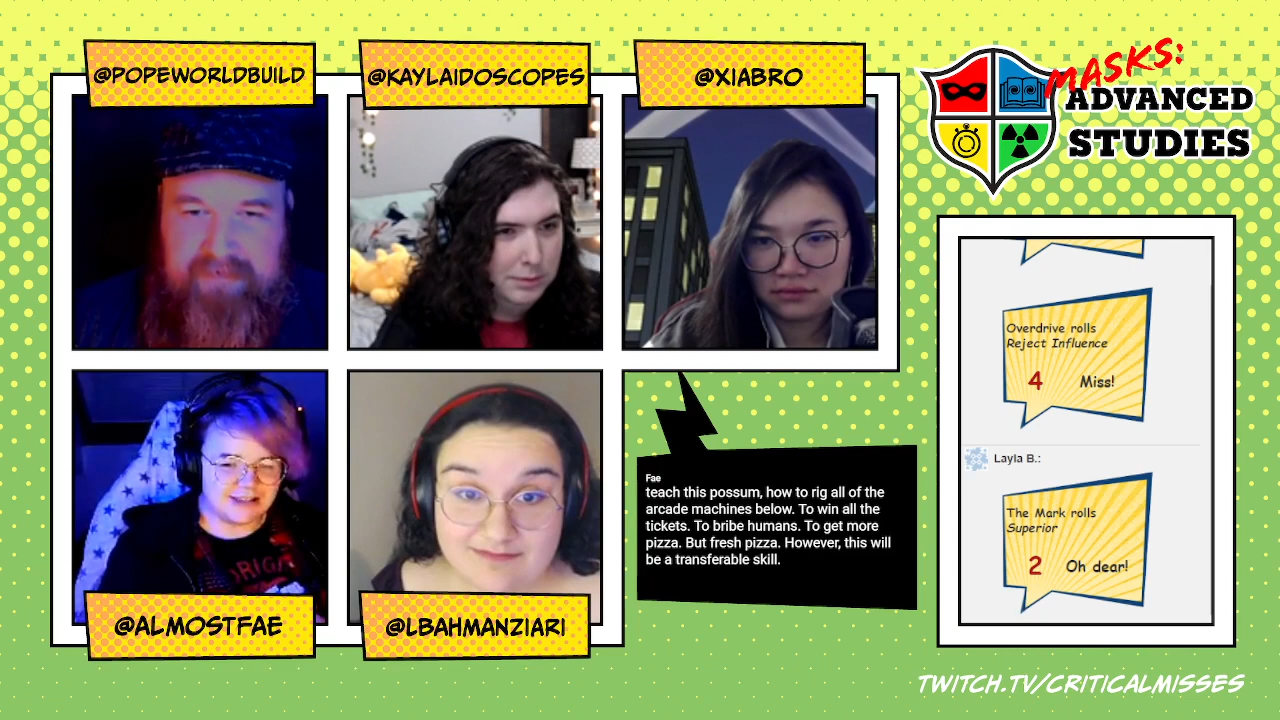 @POPEWORLDBUILD
@KAYLAIDOSCOPES
@XIABRO
MASKS:
ADVANCED
STUDIES
Overdrive rolls
Reject Influence
4 Miss!
Layla B.:
The Mark rolls
Superior
2 Oh dear!
Fae
teach this possum, how to rig all of the
arcade machines below. To win all the
tickets. To bribe humans. To get more
pizza. But fresh pizza. However, this will
be a transferable skill.
@ALMOSTFAE
@LBAHMANZIARI
TWITCH.TV/CRITICALMISSES